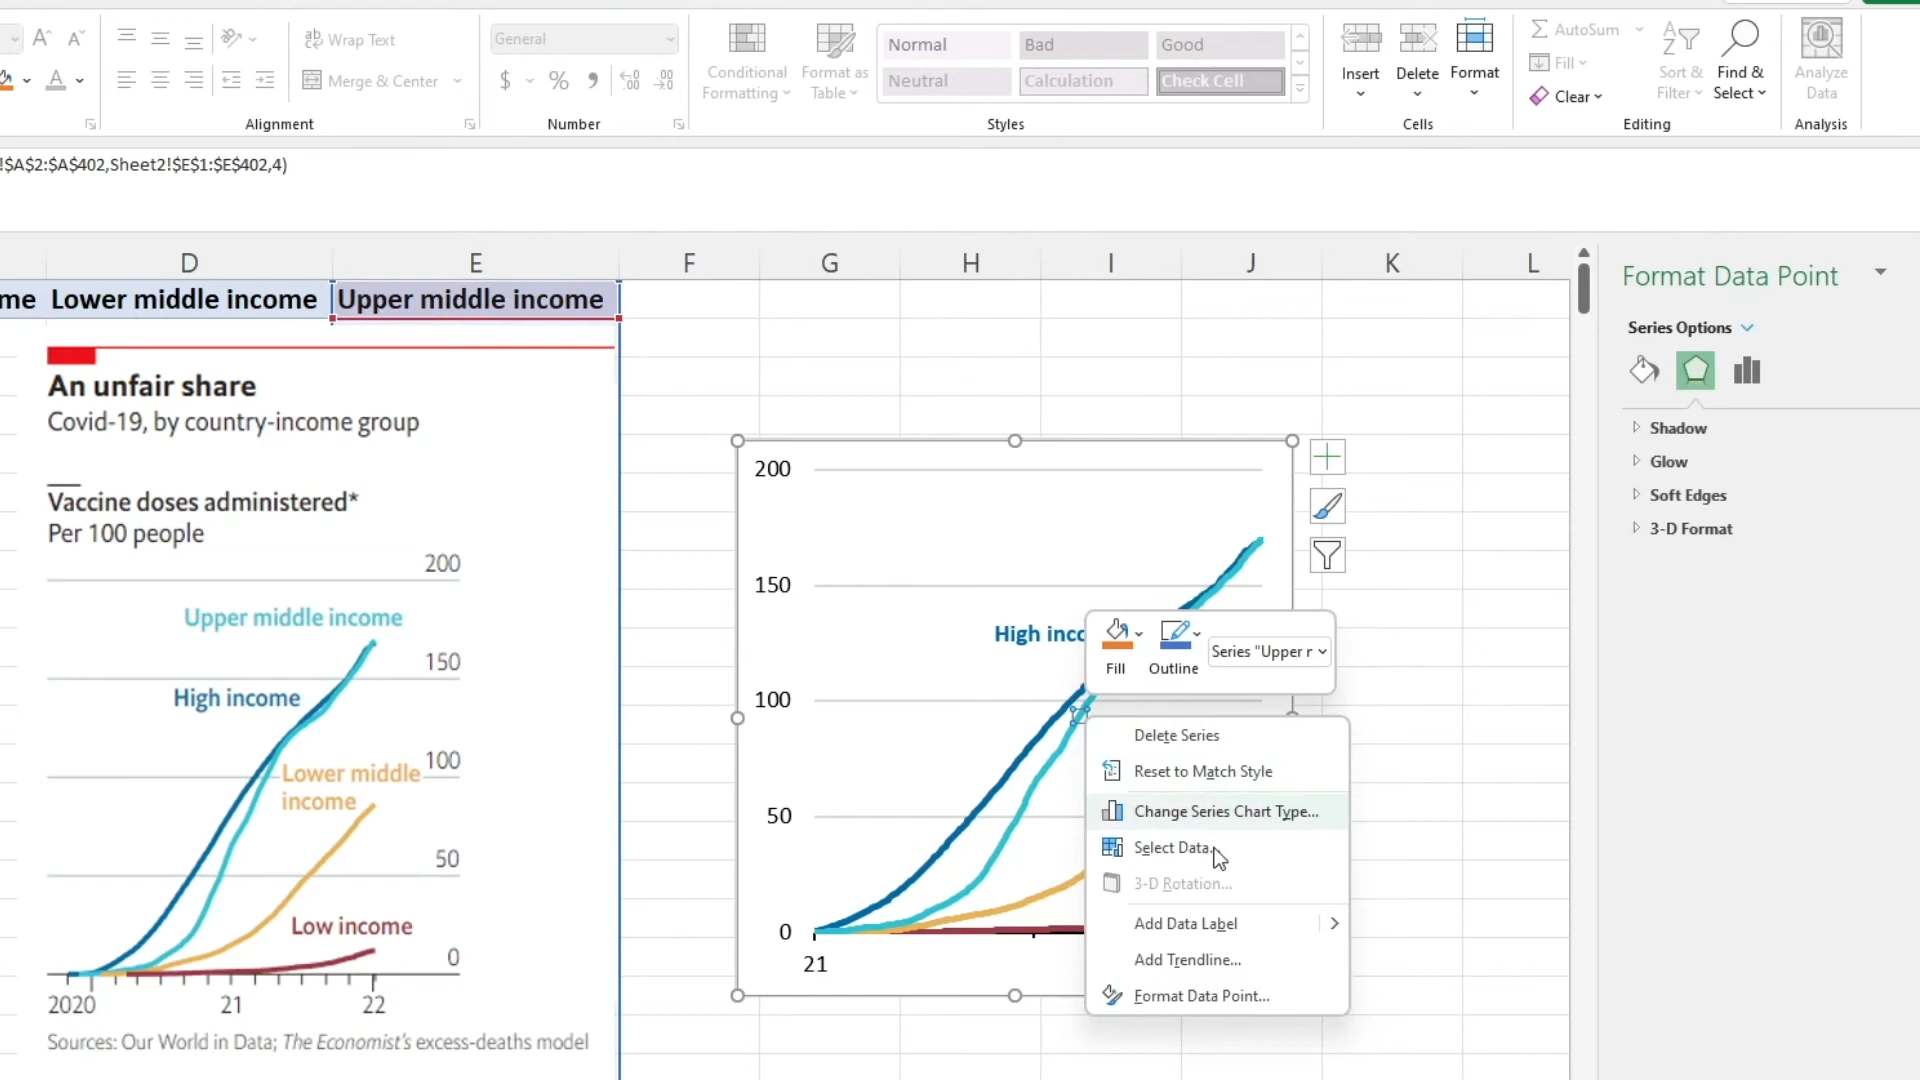 A^ A˅
ab Wrap Text
General
Merge & Center
$ % , .00 .00
Conditional Formatting
Format as Table
Normal Bad Good
Neutral Calculation Check Cell
Insert Delete Format
AutoSum
Fill
Clear
Sort & Filter
Find & Select
Analyze Data
Alignment Number Styles Cells Editing Analysis
!$A$2:$A$402,Sheet2!$E$1:$E$402,4)
D E F G H I J K L
me Lower middle income Upper middle income
An unfair share
Covid-19, by country-income group
Vaccine doses administered*
Per 100 people
200
Upper middle income
150
High income
100
Lower middle
income
50
Low income
0
2020 21 22
Sources: Our World in Data; The Economist's excess-deaths model
200
150
High inco
100
50
0
21
Fill Outline Series "Upper r
Delete Series
Reset to Match Style
Change Series Chart Type...
Select Data...
3-D Rotation...
Add Data Label
Add Trendline...
Format Data Point...
Format Data Point
Series Options
Shadow
Glow
Soft Edges
3-D Format